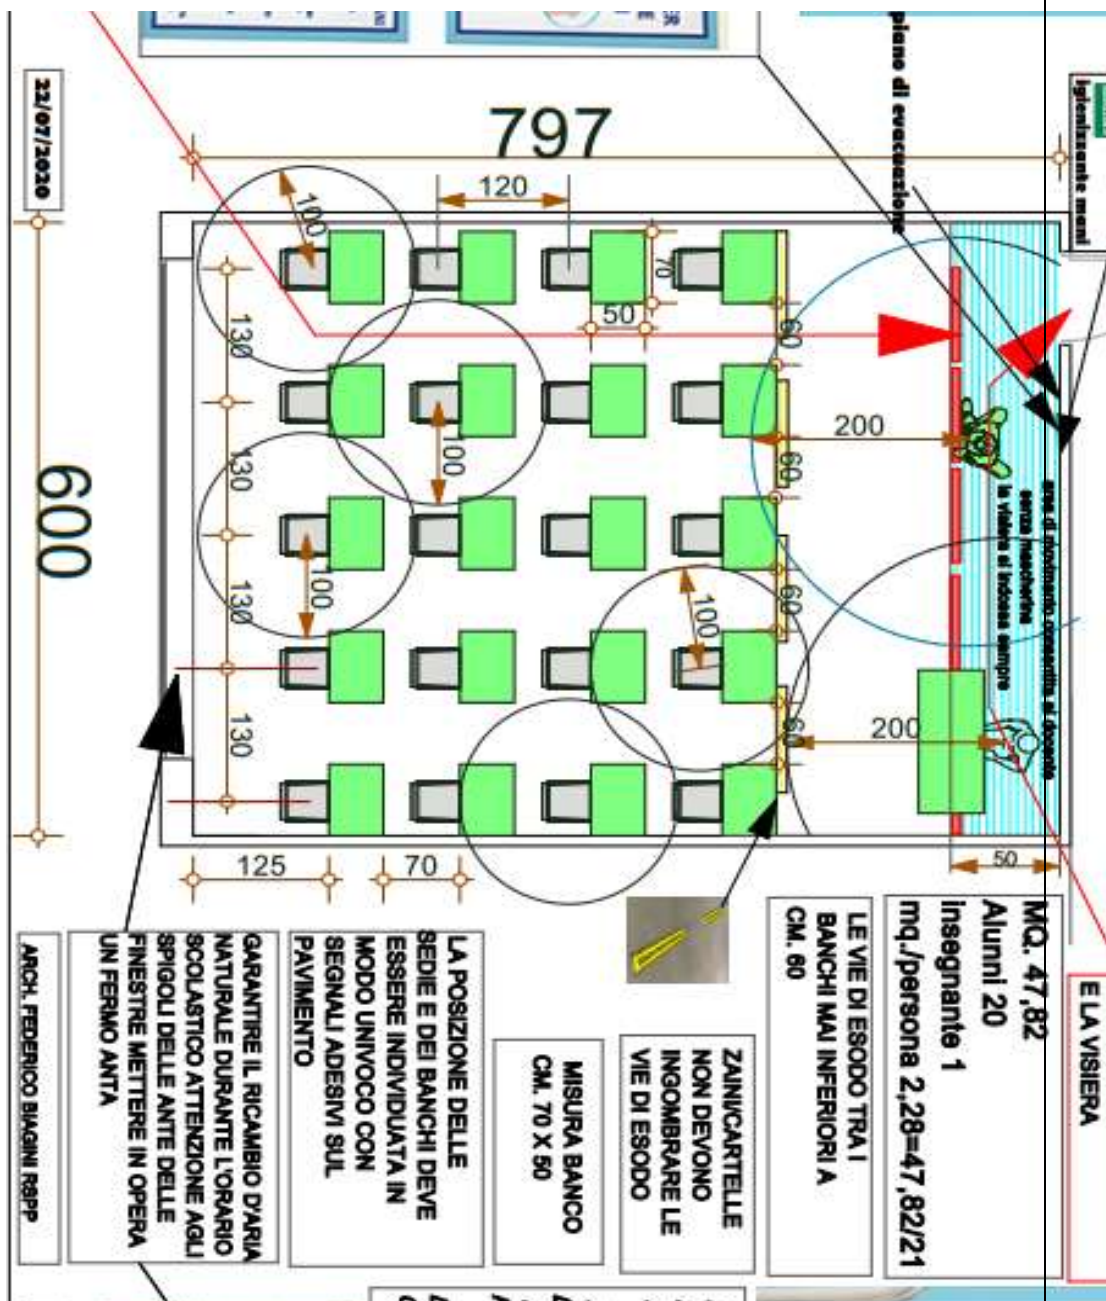 piano di evacuazione
igienizzante mani
22/07/2020
797
120
100
70
50
60
130
200
100
60
130
600
area di movimento consentita al docente
senza mascherina
la visiera si indossa sempre
100
100
60
130
200
60
130
125
70
50
MQ. 47,82
Alunni 20
insegnante 1
mq./persona 2,28=47,82/21
E LA VISIERA
LE VIE DI ESODO TRA I
BANCHI MAI INFERIORI A
CM. 60
ZAINI/CARTELLE
NON DEVONO
INGOMBRARE LE
VIE DI ESODO
MISURA BANCO
CM. 70 X 50
LA POSIZIONE DELLE
SEDIE E DEI BANCHI DEVE
ESSERE INDIVIDUATA IN
MODO UNIVOCO CON
SEGNALI ADESIVI SUL
PAVIMENTO
GARANTIRE IL RICAMBIO D'ARIA
NATURALE DURANTE L'ORARIO
SCOLASTICO ATTENZIONE AGLI
SPIGOLI DELLE ANTE DELLE
FINESTRE METTERE IN OPERA
UN FERMO ANTA
ARCH. FEDERICO BIAGINI RSPP